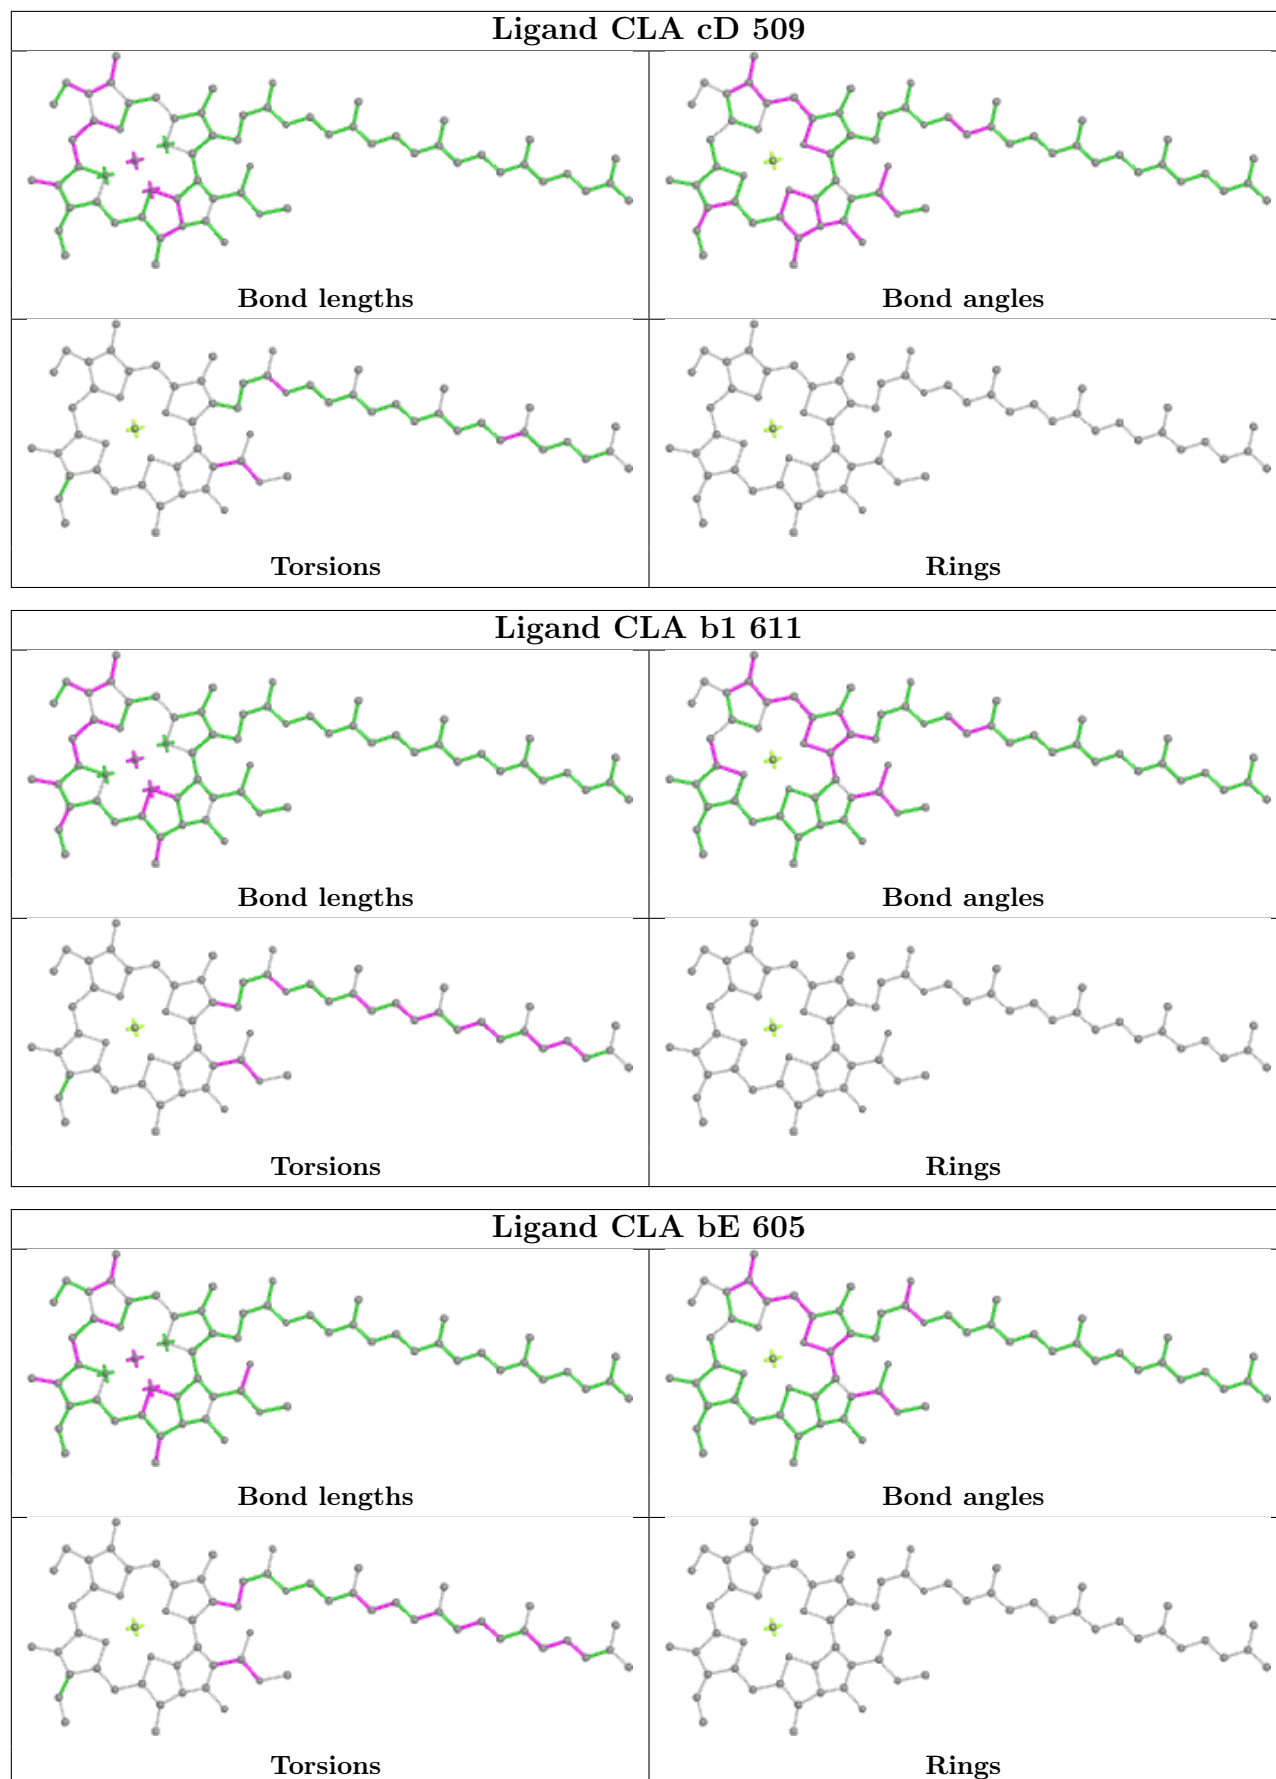 Ligand CLA cD 509
Bond lengths
Bond angles
Torsions
Rings
Ligand CLA b1 611
Bond lengths
Bond angles
Torsions
Rings
Ligand CLA bE 605
Bond lengths
Bond angles
Torsions
Rings